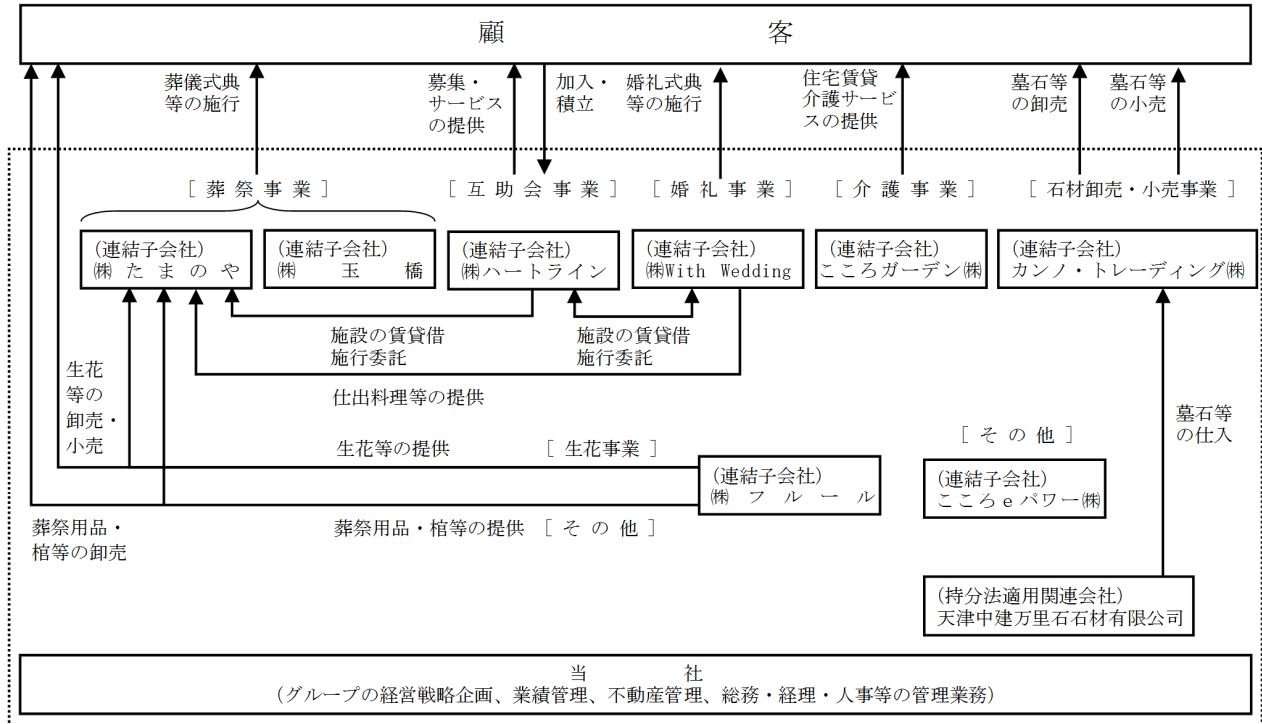 顧客
葬儀式典
等の施行
募集・
サービス
の提供
加入・
積立
婚礼式典
等の施行
住宅賃貸
介護サービ
スの提供
墓石等
の卸売
墓石等
の小売
[葬祭事業]
[互助会事業]
[婚礼事業]
[介護事業]
[石材卸売・小売事業]
(連結子会社)
㈱たまのや
(連結子会社)
㈱玉橋
(連結子会社)
㈱ハートライン
(連結子会社)
㈱With Wedding
(連結子会社)
こころガーデン㈱
(連結子会社)
カンノ・トレーディング㈱
施設の賃貸借
施行委託
施設の賃貸借
施行委託
生花
等の
卸売・
小売
仕出料理等の提供
墓石等
の仕入
生花等の提供
[生花事業]
[その他]
(連結子会社)
㈱フルール
(連結子会社)
こころeパワー㈱
葬祭用品・
棺等の卸売
葬祭用品・棺等の提供
[その他]
(持分法適用関連会社)
天津中建万里石石材有限公司
当社
(グループの経営戦略企画、業績管理、不動産管理、総務・経理・人事等の管理業務)